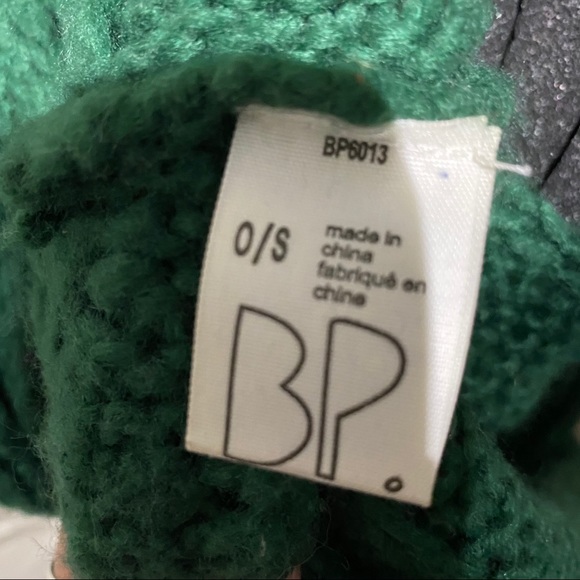 BP6013
O/S
made in
china
fabriqué en
chine
BP.